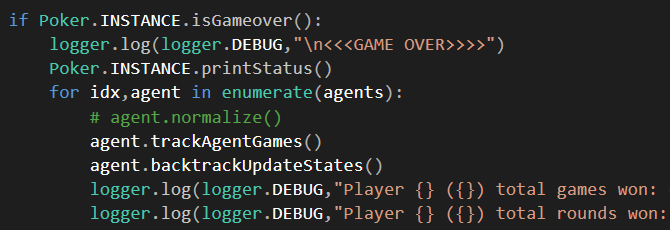 if Poker.INSTANCE.isGameover():
logger.log(logger.DEBUG,"\n<<<GAME OVER>>>>")
Poker.INSTANCE.printStatus()
for idx,agent in enumerate(agents):
# agent.normalize()
agent.trackAgentGames()
agent.backtrackUpdateStates()
logger.log(logger.DEBUG,"Player {} ({}) total games won:
logger.log(logger.DEBUG,"Player {} ({}) total rounds won: